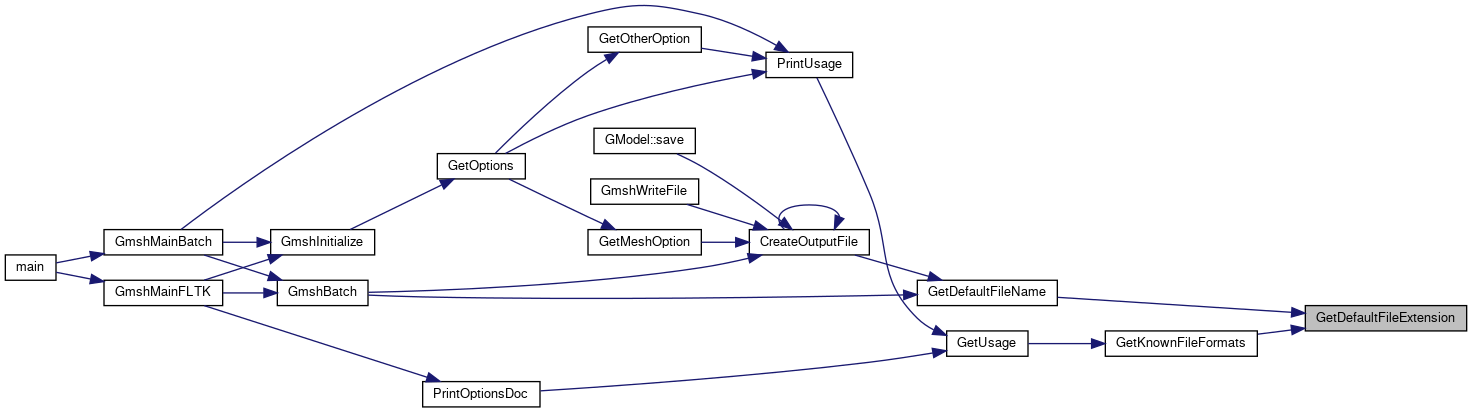 GetOtherOption
PrintUsage
GModel::save
GetOptions
GmshWriteFile
GmshMainBatch
GmshInitialize
GetMeshOption
CreateOutputFile
main
GmshMainFLTK
GmshBatch
GetDefaultFileName
GetDefaultFileExtension
GetUsage
GetKnownFileFormats
PrintOptionsDoc